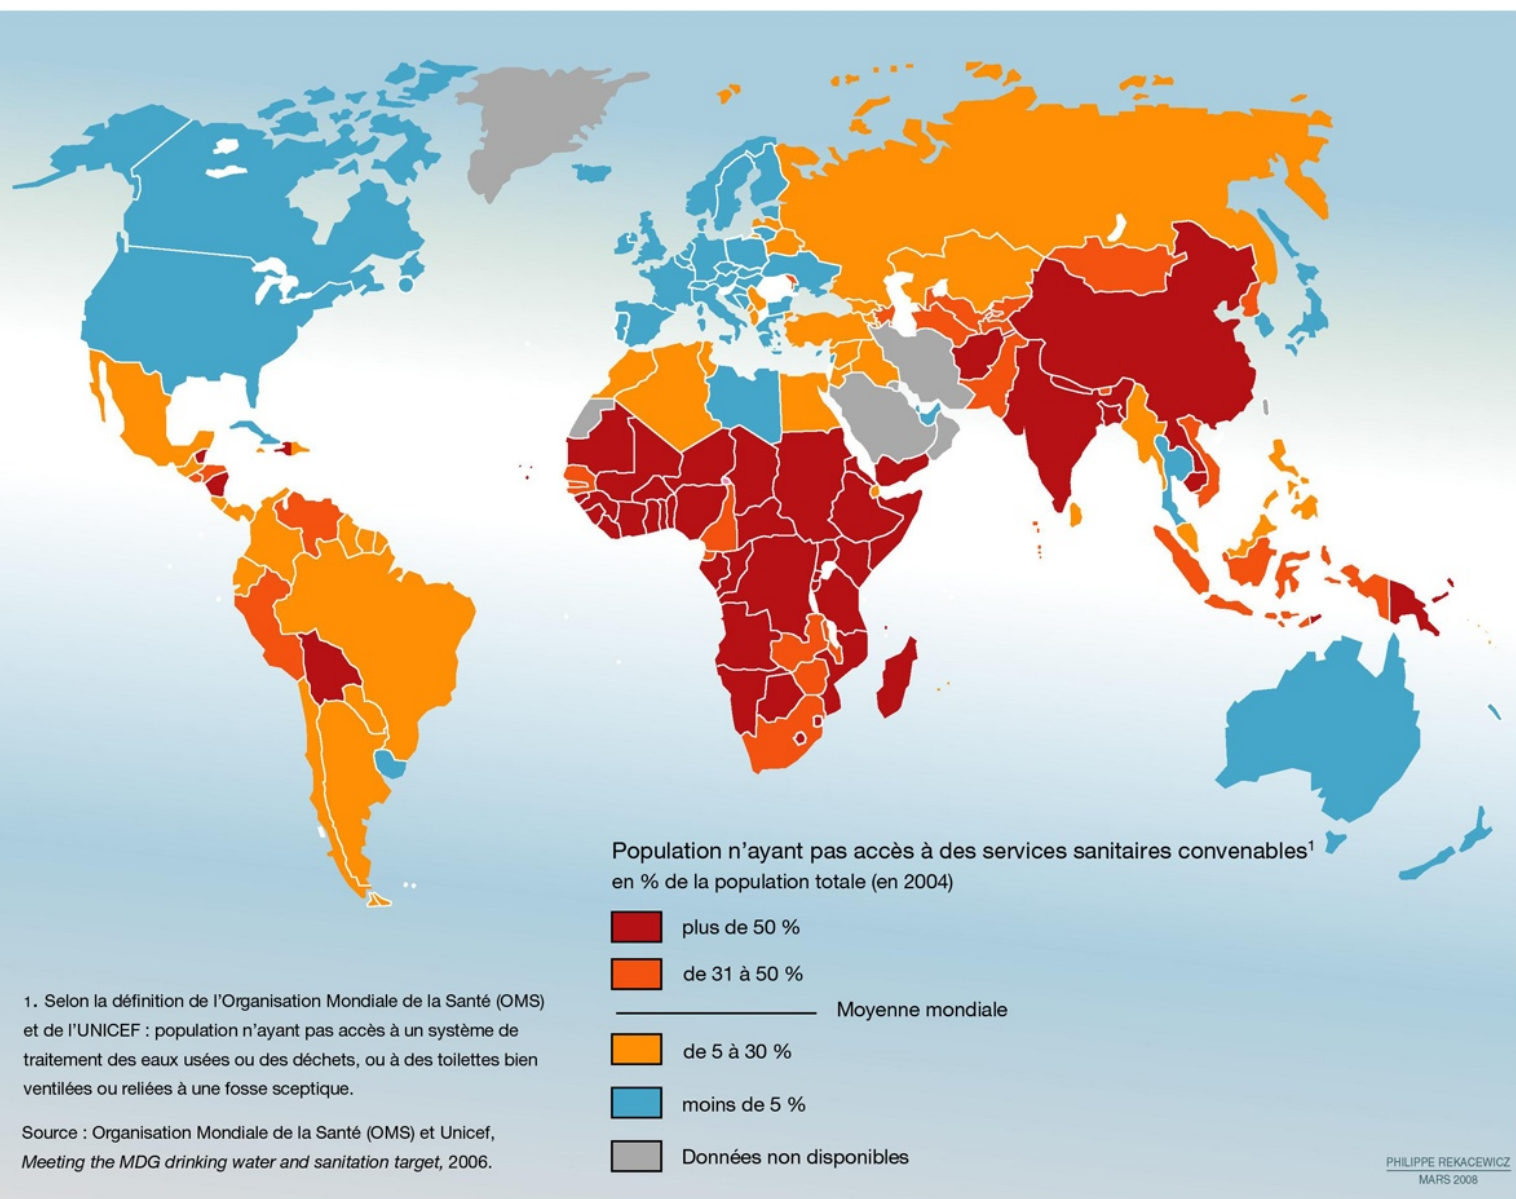 Population n'ayant pas accès à des services sanitaires convenables¹
en % de la population totale (en 2004)
plus de 50 %
de 31 à 50 %
Moyenne mondiale
de 5 à 30 %
moins de 5 %
Données non disponibles
1. Selon la définition de l'Organisation Mondiale de la Santé (OMS)
et de l'UNICEF : population n'ayant pas accès à un système de
traitement des eaux usées ou des déchets, ou à des toilettes bien
ventilées ou reliées à une fosse sceptique.
Source : Organisation Mondiale de la Santé (OMS) et Unicef,
Meeting the MDG drinking water and sanitation target, 2006.
PHILIPPE REKACEWICZ
MARS 2008